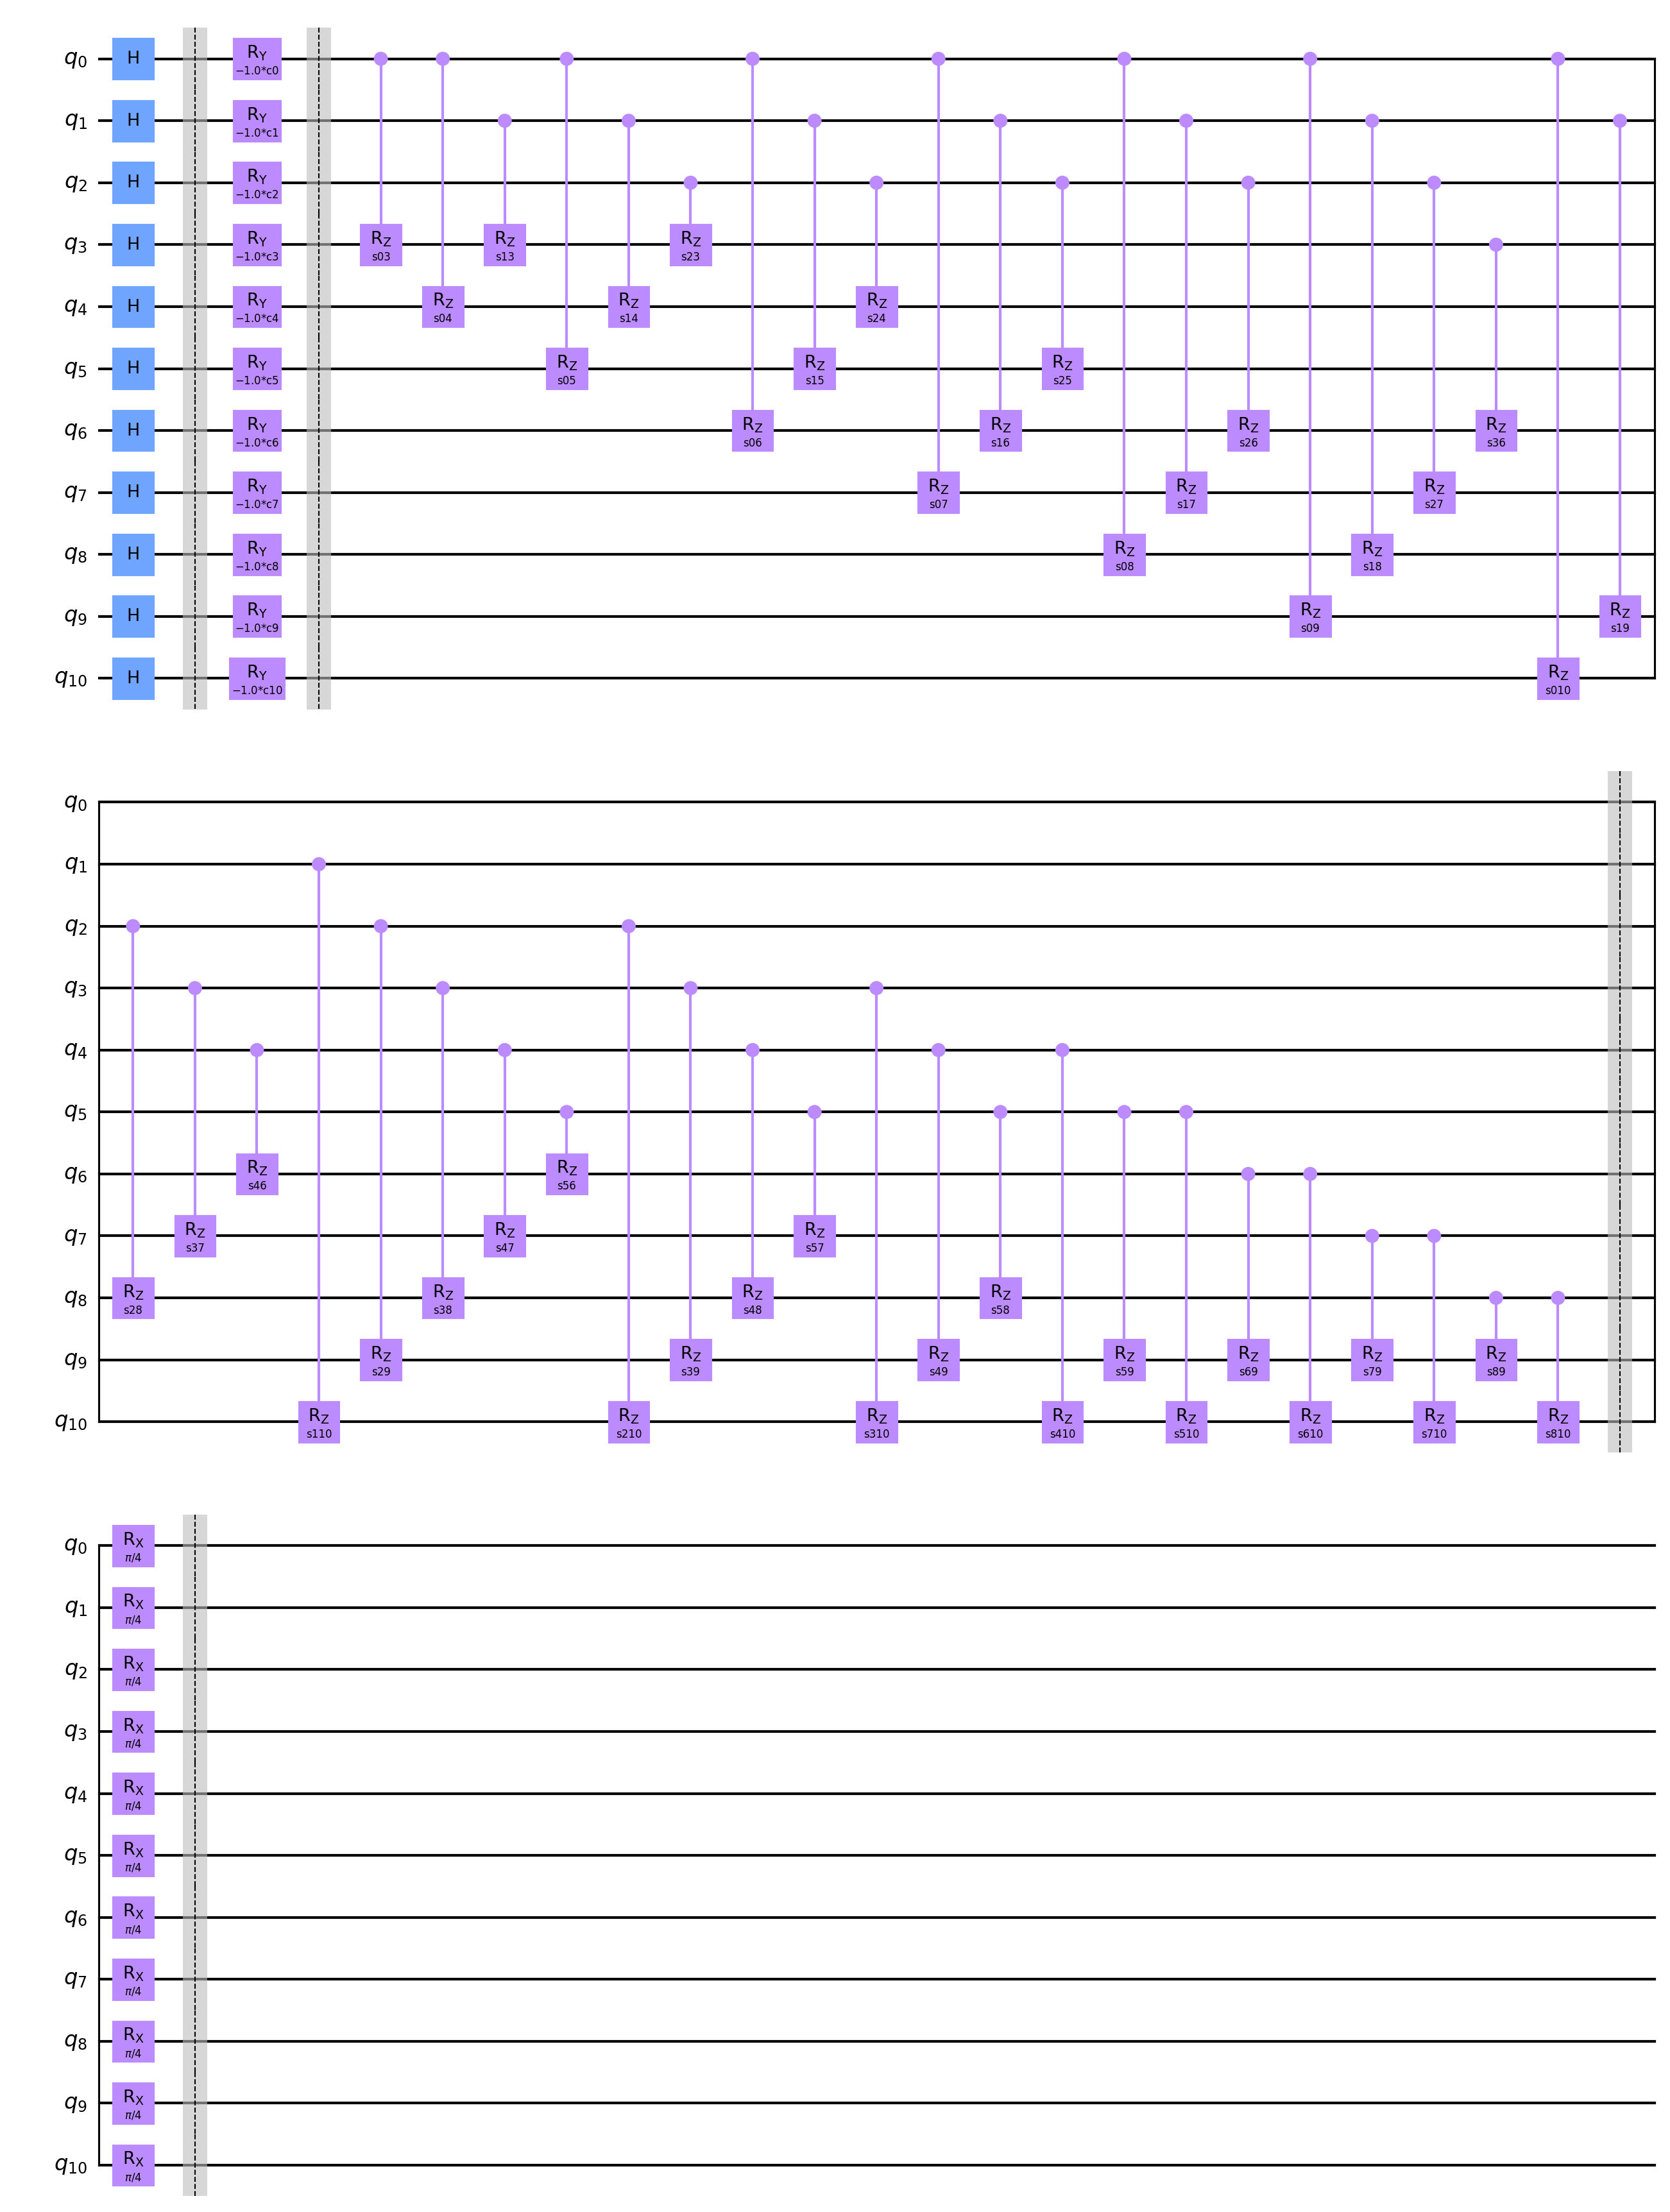 q0 H RY
−1.0*c0
q1 H RY
−1.0*c1
q2 H RY
−1.0*c2
q3 H RY RZ RZ RZ
−1.0*c3 s03 s13 s23
q4 H RY RZ RZ RZ
−1.0*c4 s04 s14 s24
q5 H RY RZ RZ RZ
−1.0*c5 s05 s15 s25
q6 H RY RZ RZ RZ RZ
−1.0*c6 s06 s16 s26 s36
q7 H RY RZ RZ RZ
−1.0*c7 s07 s17 s27
q8 H RY RZ RZ
−1.0*c8 s08 s18
q9 H RY RZ RZ
−1.0*c9 s09 s19
q10 H RY RZ
−1.0*c10 s010
q0
q1
q2
q3
q4
q5
q6 RZ RZ
s46 s56
q7 RZ RZ RZ
s37 s47 s57
q8 RZ RZ RZ RZ
s28 s38 s48 s58
q9 RZ RZ RZ RZ RZ RZ RZ
s29 s39 s49 s59 s69 s79 s89
q10 RZ RZ RZ RZ RZ RZ RZ RZ
s110 s210 s310 s410 s510 s610 s710 s810
q0 RX
π/4
q1 RX
π/4
q2 RX
π/4
q3 RX
π/4
q4 RX
π/4
q5 RX
π/4
q6 RX
π/4
q7 RX
π/4
q8 RX
π/4
q9 RX
π/4
q10 RX
π/4